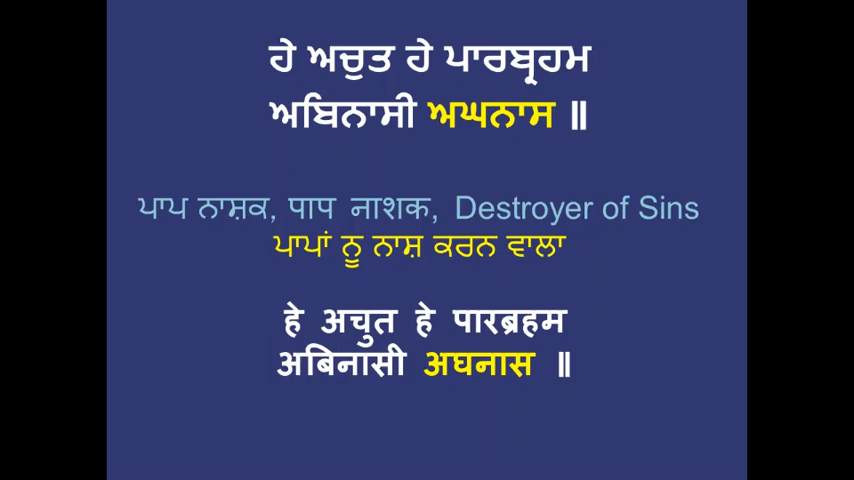 ਹੇ ਅਚੁਤ ਹੇ ਪਾਰਬ੍ਰਹਮ
ਅਬਿਨਾਸੀ ਅਘਨਾਸ ॥
ਪਾਪ ਨਾਸ਼ਕ, ਧਾਧ नाशक, Destroyer of Sins
ਪਾਪਾਂ ਨੂ ਨਾਸ਼ ਕਰਨ ਵਾਲਾ
हे अचुत हे पारब्रहम
अबिनासी अघनास ॥